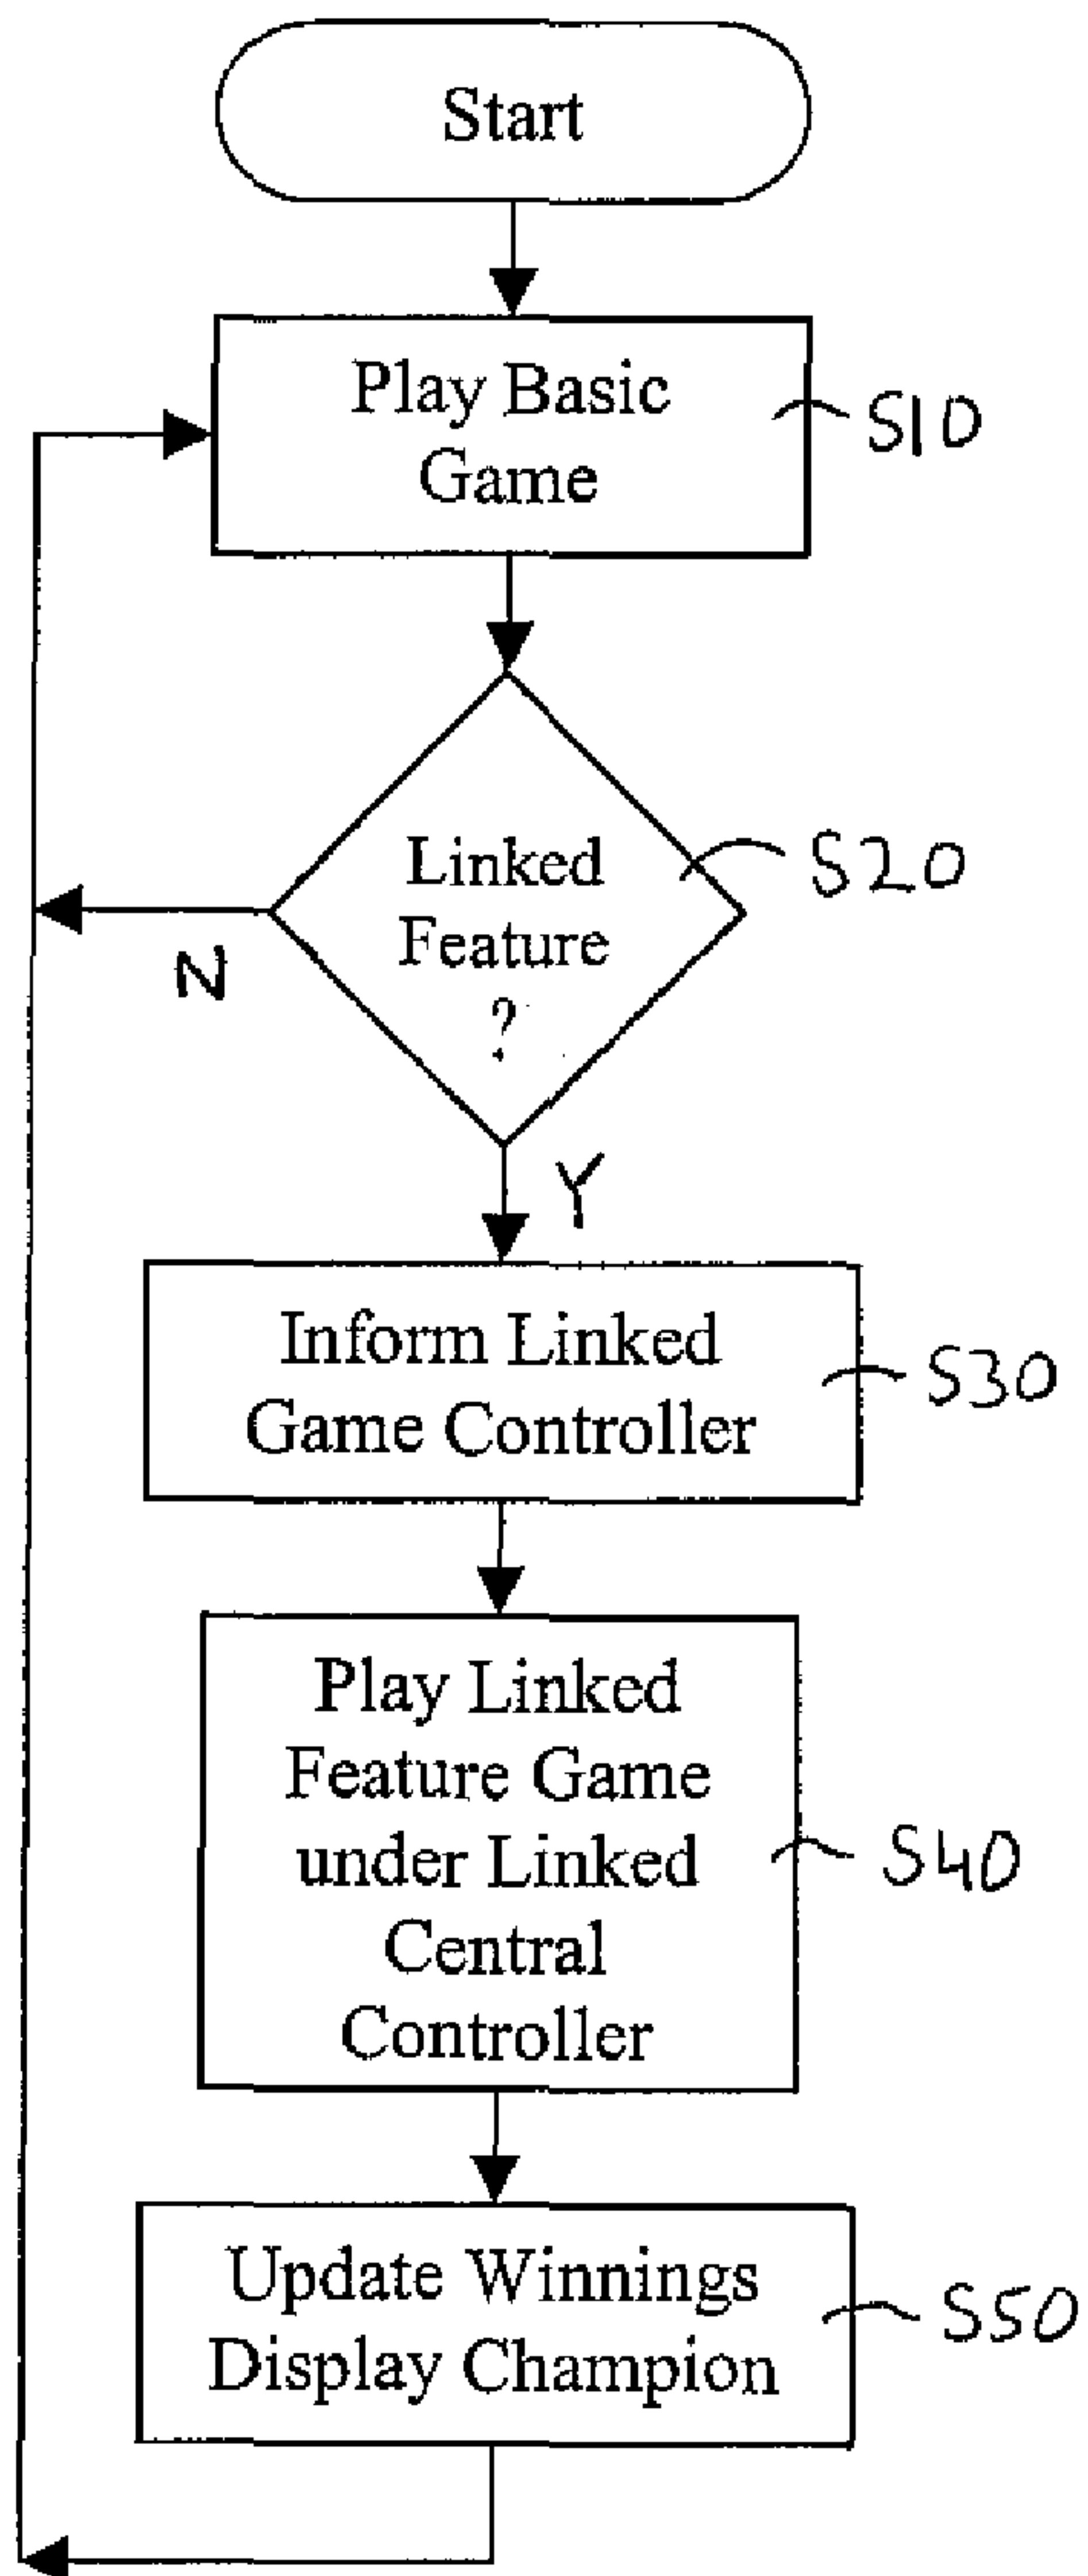 Start
Play Basic
Game
S10
Linked
Feature
?
S20
N
Y
Inform Linked
Game Controller
S30
Play Linked
Feature Game
under Linked
Central
Controller
S40
Update Winnings
Display Champion
S50